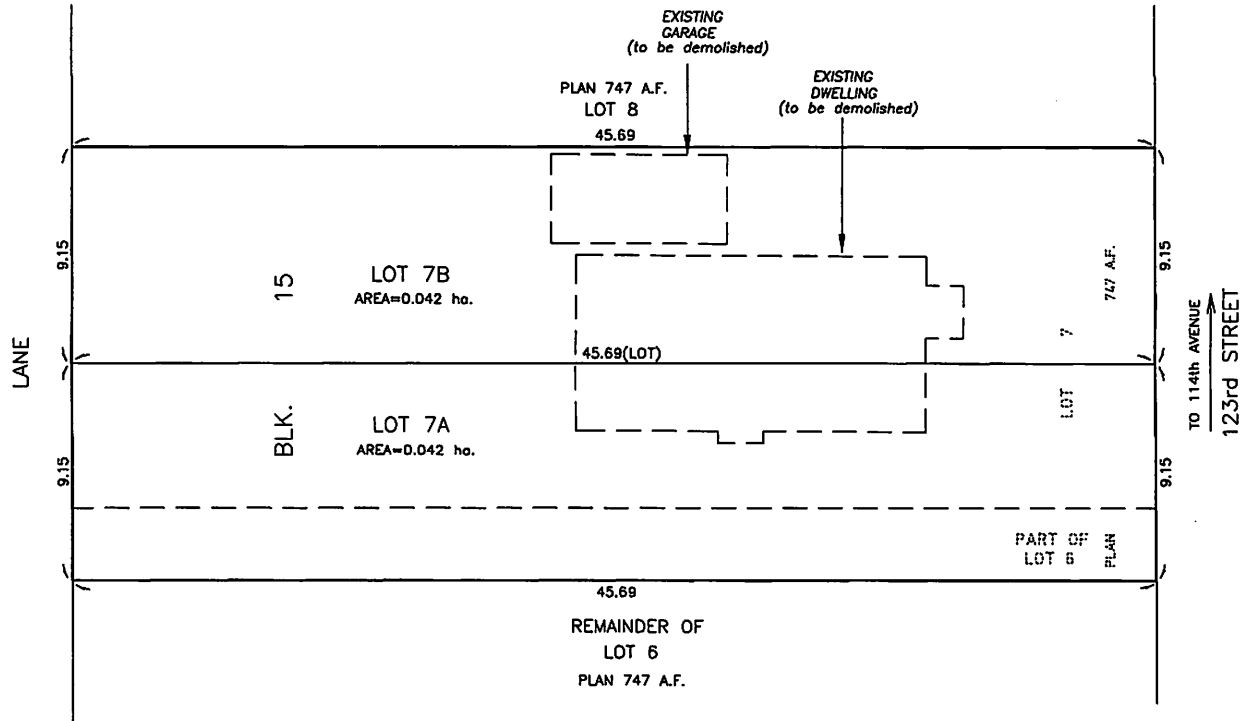 EXISTING
GARAGE
(to be demolished)
EXISTING
DWELLING
(to be demolished)
PLAN 747 A.F.
LOT 8
45.69
9.15
9.15
15
LOT 7B
AREA=0.042 ha.
747 A.F.
7
LANE
45.69(LOT)
TO 114th AVENUE
123rd STREET
BLK.
LOT 7A
AREA=0.042 ha.
LOT
9.15
9.15
PART OF
LOT 6
PLAN
45.69
REMAINDER OF
LOT 6
PLAN 747 A.F.